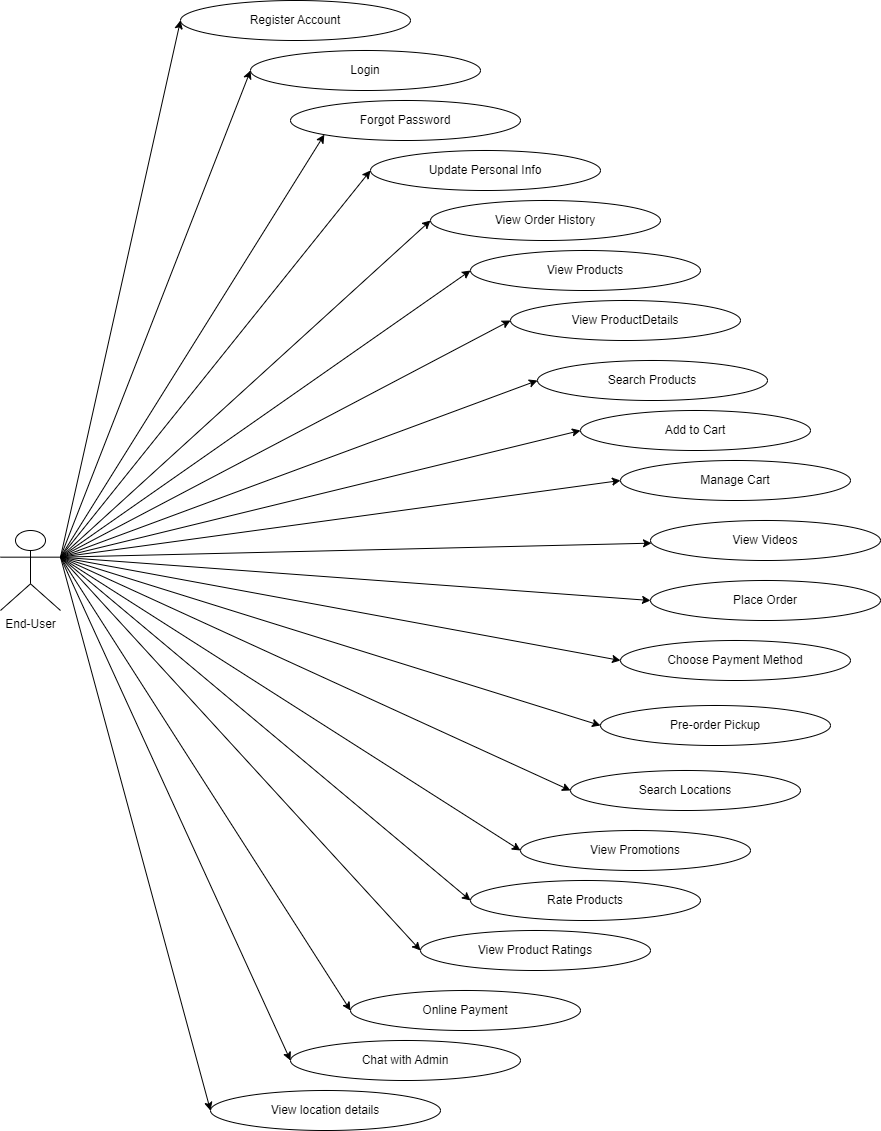 Register Account
Login
Forgot Password
Update Personal Info
View Order History
View Products
View ProductDetails
Search Products
Add to Cart
Manage Cart
View Videos
Place Order
End-User
Choose Payment Method
Pre-order Pickup
Search Locations
View Promotions
Rate Products
View Product Ratings
Online Payment
Chat with Admin
View location details